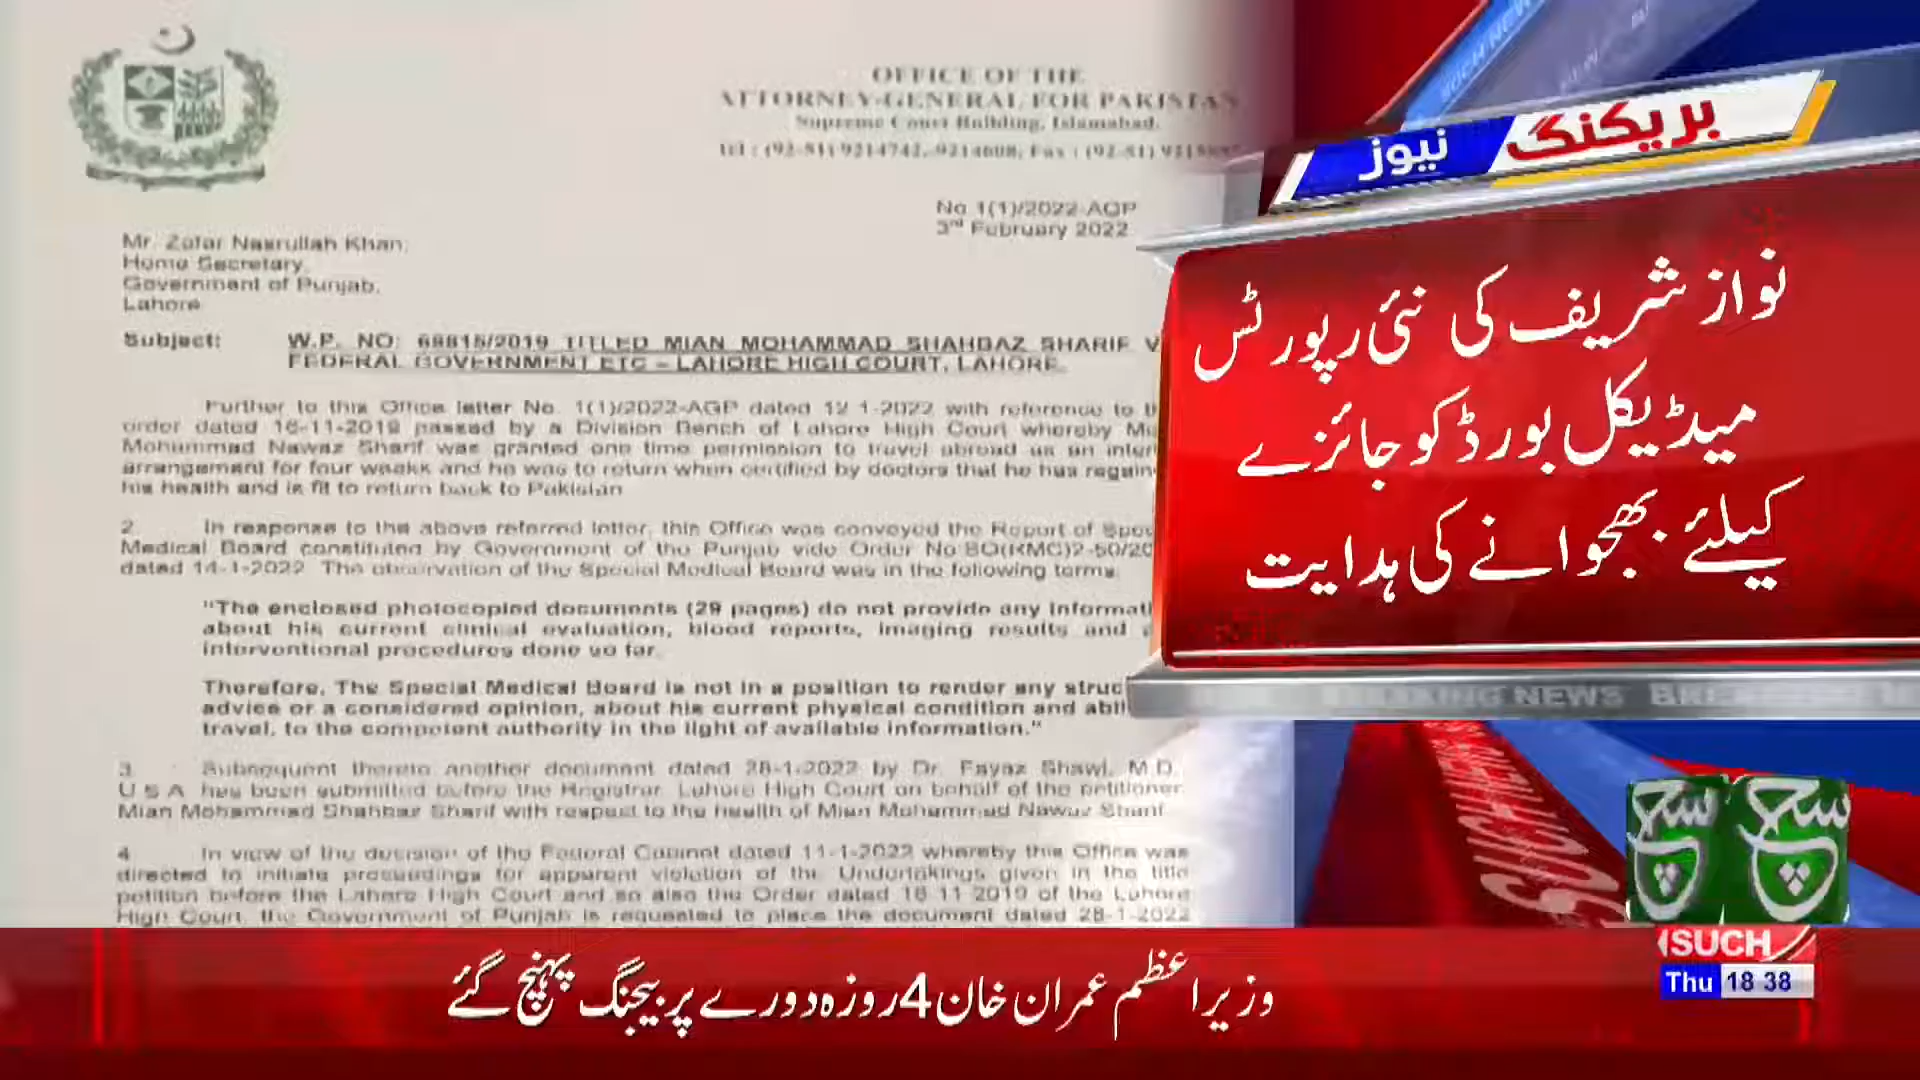 OFFICE OF THE
ATTORNEY-GENERAL FOR PAKISTAN
Supreme Court Building, Islamabad.
Tel : (92-51) 9214742, 9214608, Fax : (92-51)
No 1(1)/2022-AGP
3rd February 2022
Mr. Zafar Nasrullah Khan,
Home Secretary,
Government of Punjab,
Lahore
Subject: W.P. NO: 68815/2019 TITLED MIAN MOHAMMAD SHAHBAZ SHARIF
FEDERAL GOVERNMENT ETC – LAHORE HIGH COURT, LAHORE.
Further to this Office letter No. 1(1)/2022-AGP dated 12-1-2022 with reference to
order dated 16-11-2019 passed by a Division Bench of Lahore High Court whereby
Mohammad Nawaz Sharif was granted one time permission to travel abroad as an
arrangement for four weeks and he was to return when certified by doctors that he has
his health and is fit to return back to Pakistan
2. In response to the above referred letter, this Office was conveyed the Report of
Medical Board constituted by Government of the Punjab vide Order No
dated 14-1-2022. The observation of the Special Medical Board was in the following terms:
"The enclosed photocopied documents (29 pages) do not provide any
about his current clinical evaluation, blood reports, imaging results and
interventional procedures done so far.
Therefore, The Special Medical Board is not in a position to render any
advice or a considered opinion, about his current physical condition and
travel, to the competent authority in the light of available information."
3. Subsequent thereto another document dated 28-1-2022 by Dr. Fayaz Shawl, M.D.
U S A has been submitted before the Registrar, Lahore High Court on behalf of the petitioner
Mian Mohammad Shahbaz Sharif with respect to the health of Mian Mohammad Nawaz Sharif
4. In view of the decision of the Federal Cabinet dated 11-1-2022 whereby this Office was
directed to initiate proceedings for apparent violation of the Undertakings given in the title
petition before the Lahore High Court and so also the Order dated 16-11-2019 of the Lahore
High Court, the Government of Punjab is requested to place the document dated 28-1-2022
بریکنگ نیوز
نواز شریف کی نئی رپورٹس
میڈیکل بورڈ کو جائزے
کیلئے بھجوانے کی ہدایت
BREAKING NEWS
سچ سچ
SUCH
Thu 18 38
وزیراعظم عمران خان 4 روزہ دورے پر بیجنگ پہنچ گئے